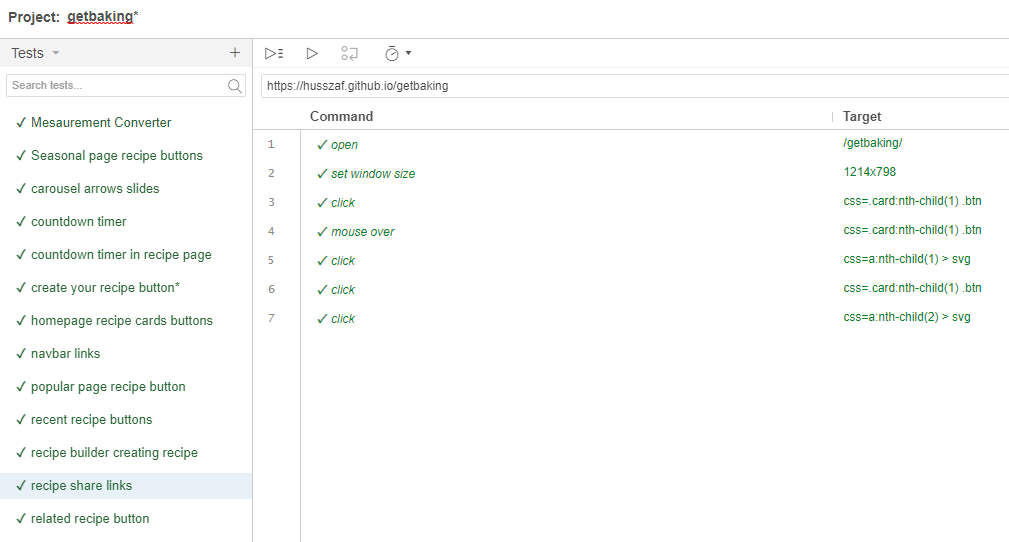 Project: getbaking*
Tests
+
Search tests...
✓ Mesaurement Converter
✓ Seasonal page recipe buttons
✓ carousel arrows slides
✓ countdown timer
✓ countdown timer in recipe page
✓ create your recipe button*
✓ homepage recipe cards buttons
✓ navbar links
✓ popular page recipe button
✓ recent recipe buttons
✓ recipe builder creating recipe
✓ recipe share links
✓ related recipe button
https://husszaf.github.io/getbaking
Command Target
1 ✓ open /getbaking/
2 ✓ set window size 1214x798
3 ✓ click css=.card:nth-child(1) .btn
4 ✓ mouse over css=.card:nth-child(1) .btn
5 ✓ click css=a:nth-child(1) > svg
6 ✓ click css=.card:nth-child(1) .btn
7 ✓ click css=a:nth-child(2) > svg